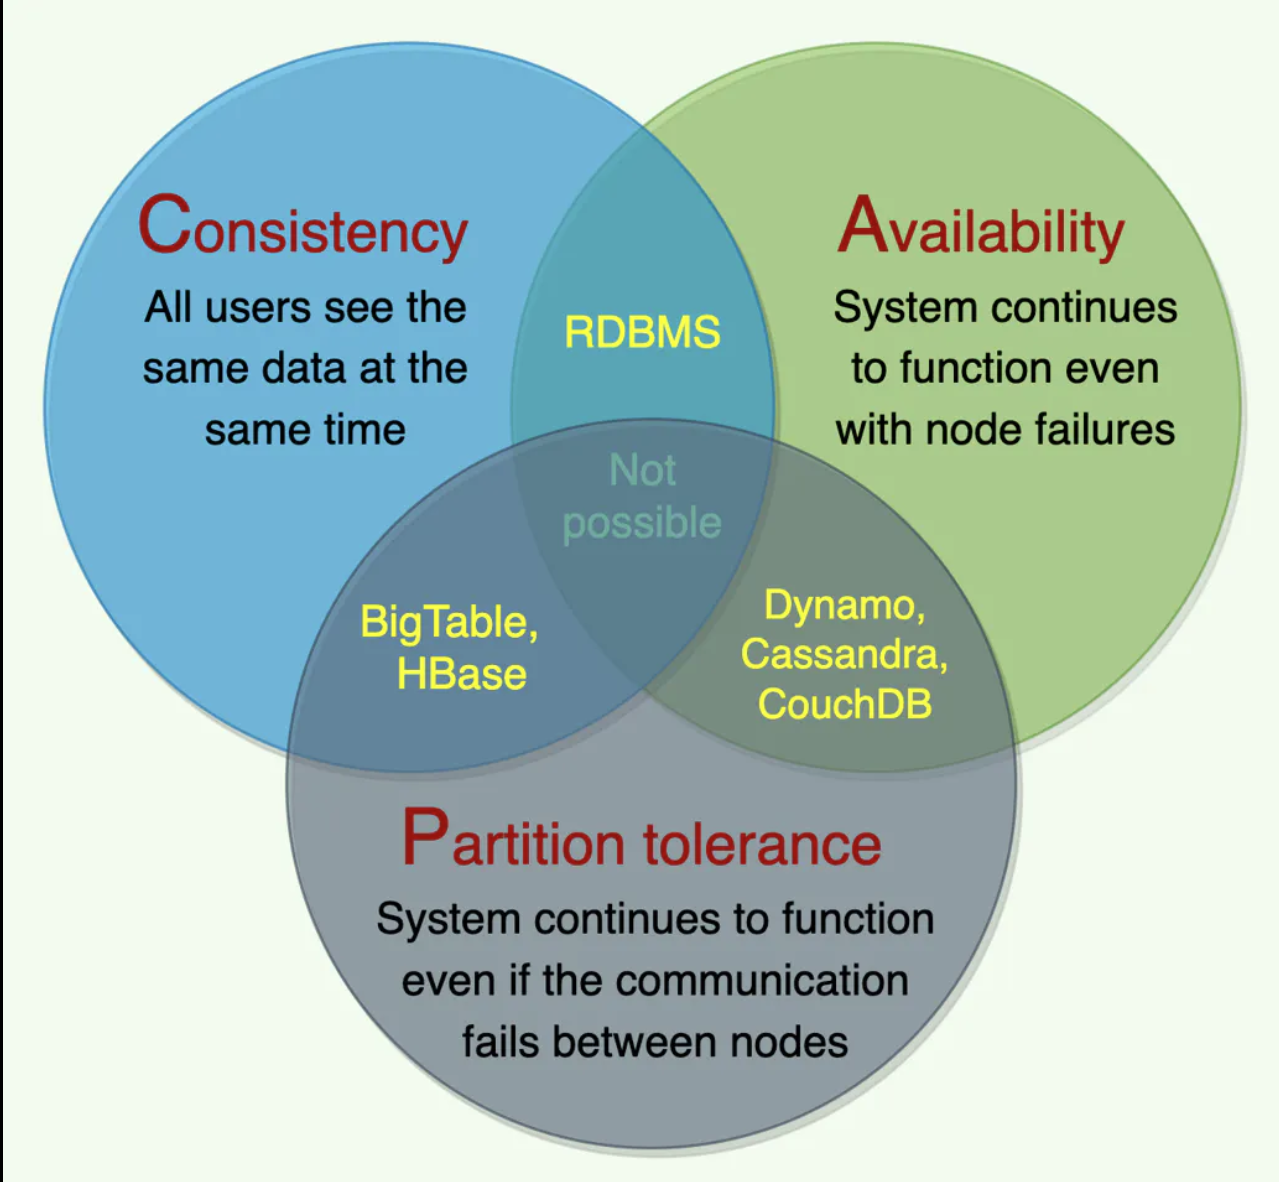 Consistency
All users see the
same data at the
same time
Availability
System continues
to function even
with node failures
RDBMS
Not
possible
BigTable,
HBase
Dynamo,
Cassandra,
CouchDB
Partition tolerance
System continues to function
even if the communication
fails between nodes